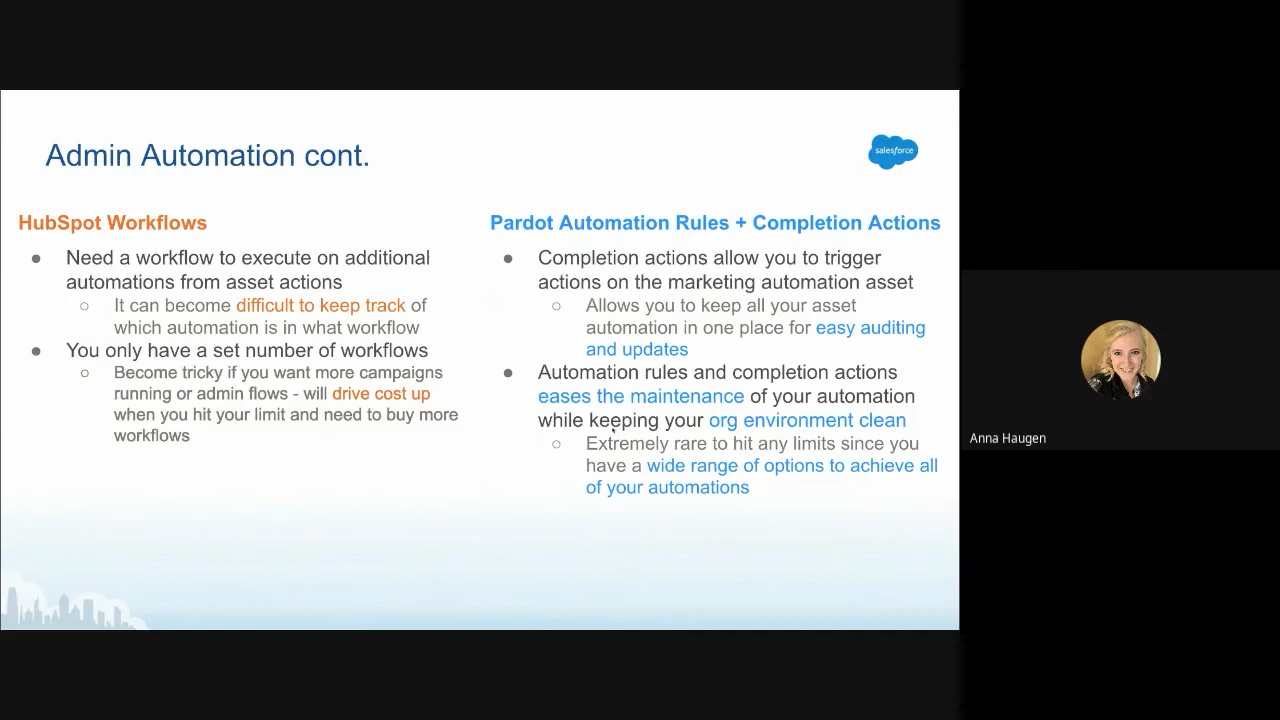 Admin Automation cont.
salesforce
HubSpot Workflows
● Need a workflow to execute on additional
automations from asset actions
○ It can become difficult to keep track of
which automation is in what workflow
● You only have a set number of workflows
○ Become tricky if you want more campaigns
running or admin flows - will drive cost up
when you hit your limit and need to buy more
workflows
Pardot Automation Rules + Completion Actions
● Completion actions allow you to trigger
actions on the marketing automation asset
○ Allows you to keep all your asset
automation in one place for easy auditing
and updates
● Automation rules and completion actions
eases the maintenance of your automation
while keeping your org environment clean
○ Extremely rare to hit any limits since you
have a wide range of options to achieve all
of your automations
Anna Haugen